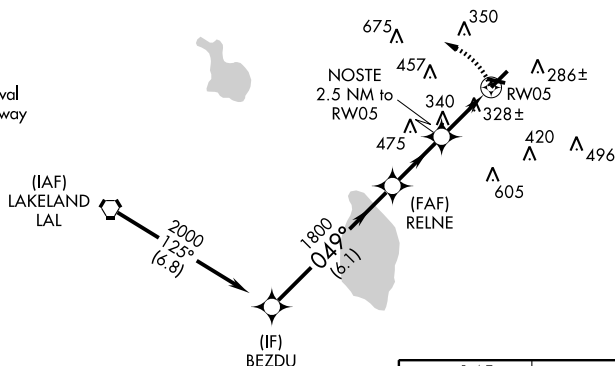 350
675
457
286±
NOSTE
2.5 NM to
RW05
RW05
val
way
340
328±
475
420
496
605
(IAF)
LAKELAND
LAL
(FAF)
RELNE
2000
125°
(6.8)
1800
049°
(6.1)
(IF)
BEZDU